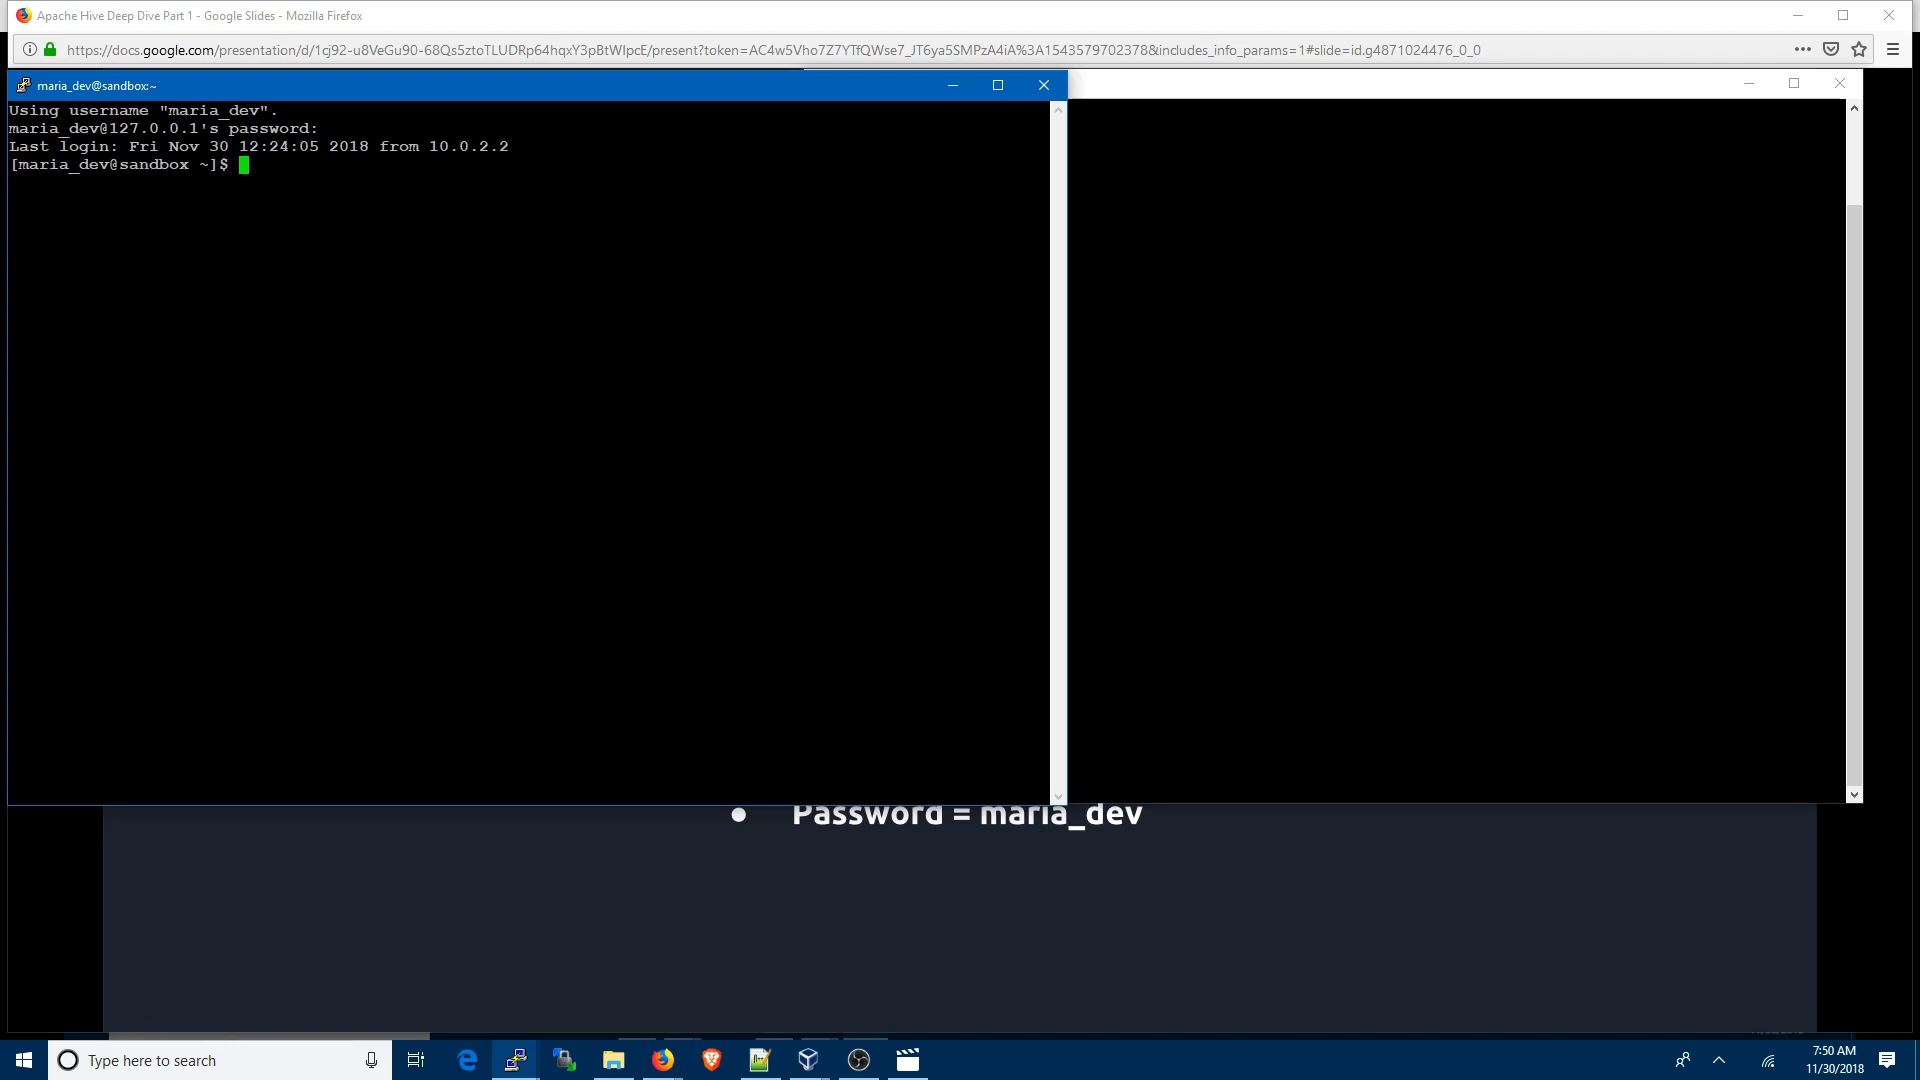 Apache Hive Deep Dive Part 1 - Google Slides - Mozilla Firefox
https://docs.google.com/presentation/d/1cj92-u8VeGu90-68Qs5ztoTLUDRp64hqxY3pBtWIpcE/present?token=AC4w5Vho7Z7YTfQWse7_JT6ya5SMPzA4iA%3A1543579702378&includes_info_params=1#slide=id.g4871024476_0_0
maria_dev@sandbox:~
Using username "maria_dev".
maria_dev@127.0.0.1's password:
Last login: Fri Nov 30 12:24:05 2018 from 10.0.2.2
[maria_dev@sandbox ~]$
● Password = maria_dev
Type here to search
7:50 AM
11/30/2018